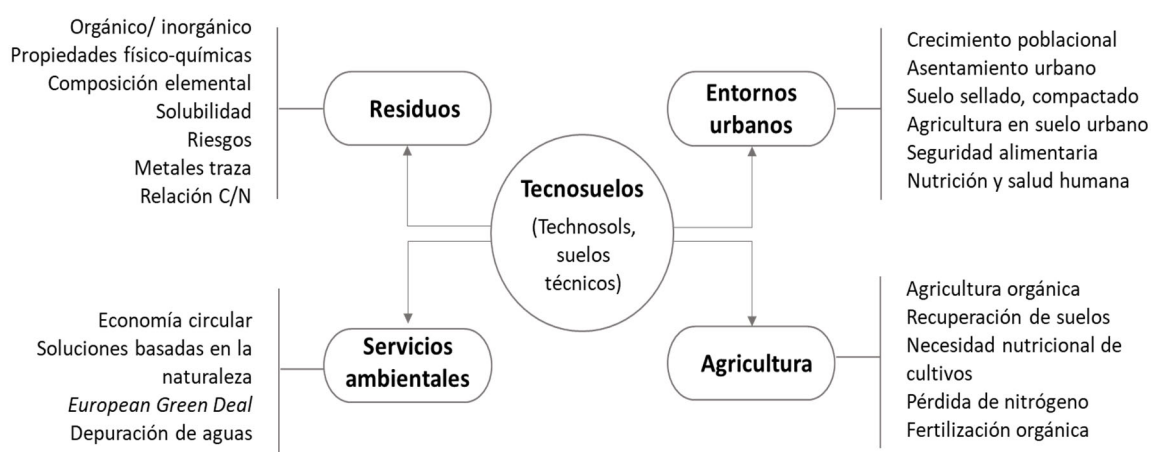 Orgánico/ inorgánico
Propiedades físico-químicas
Composición elemental
Solubilidad
Riesgos
Metales traza
Relación C/N
Residuos
Entornos
urbanos
Crecimiento poblacional
Asentamiento urbano
Suelo sellado, compactado
Agricultura en suelo urbano
Seguridad alimentaria
Nutrición y salud humana
Tecnosuelos
(Technosols,
suelos
técnicos)
Economía circular
Soluciones basadas en la
naturaleza
European Green Deal
Depuración de aguas
Servicios
ambientales
Agricultura
Agricultura orgánica
Recuperación de suelos
Necesidad nutricional de
cultivos
Pérdida de nitrógeno
Fertilización orgánica